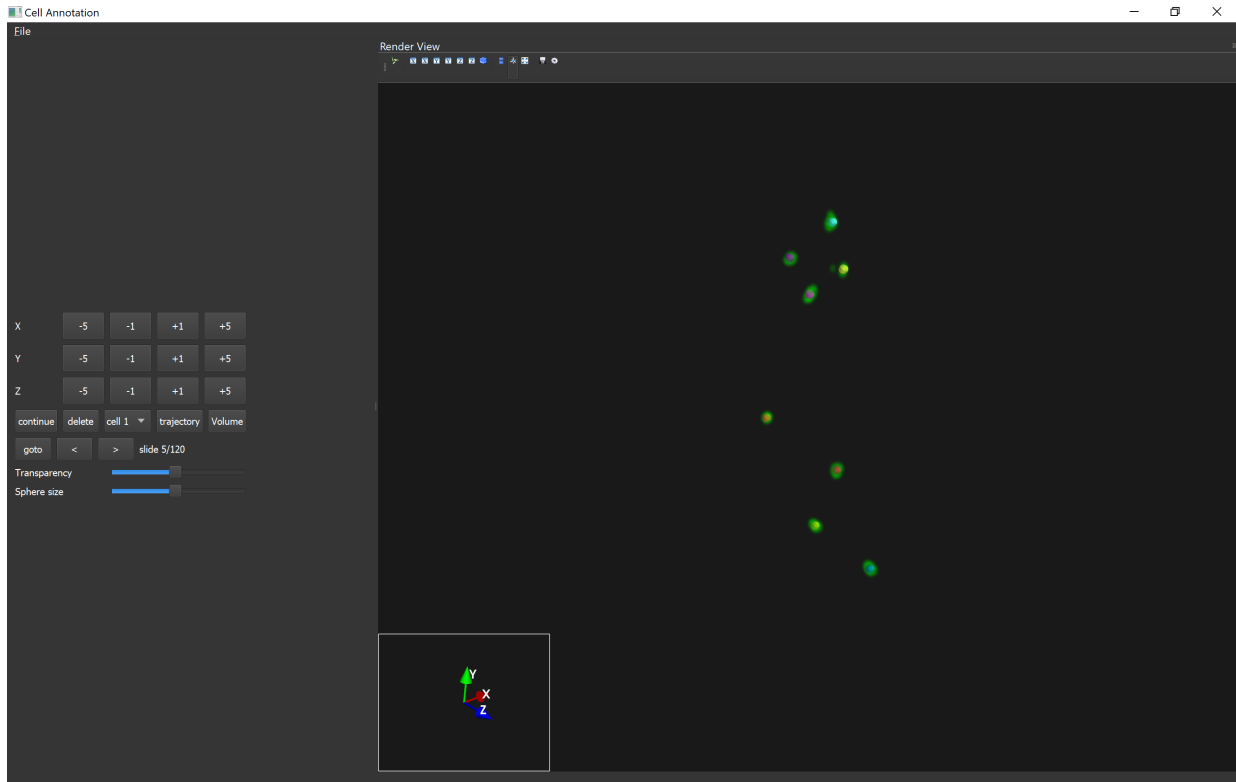 Cell Annotation
File
Render View
X -5 -1 +1 +5
Y -5 -1 +1 +5
Z -5 -1 +1 +5
continue delete cell 1 trajectory Volume
goto < > slide 5/120
Transparency
Sphere size
Y
X
Z